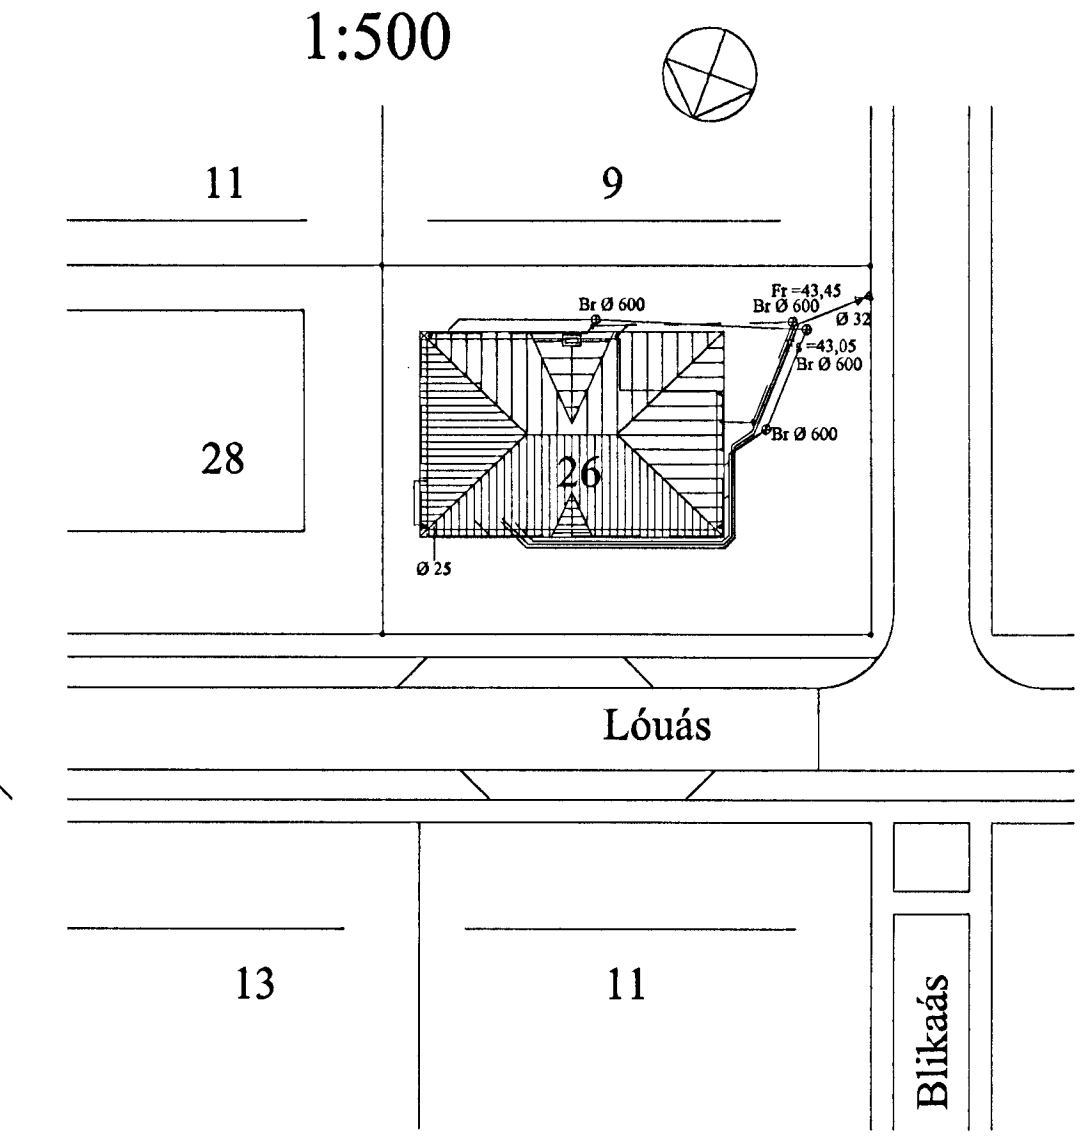 1:500
11
9
Fr =43,45
Br Ø 600
Br Ø 600
Ø 32
s =43,05
Br Ø 600
Br Ø 600
28
26
Ø 25
Lóuás
13
11
Blikaás